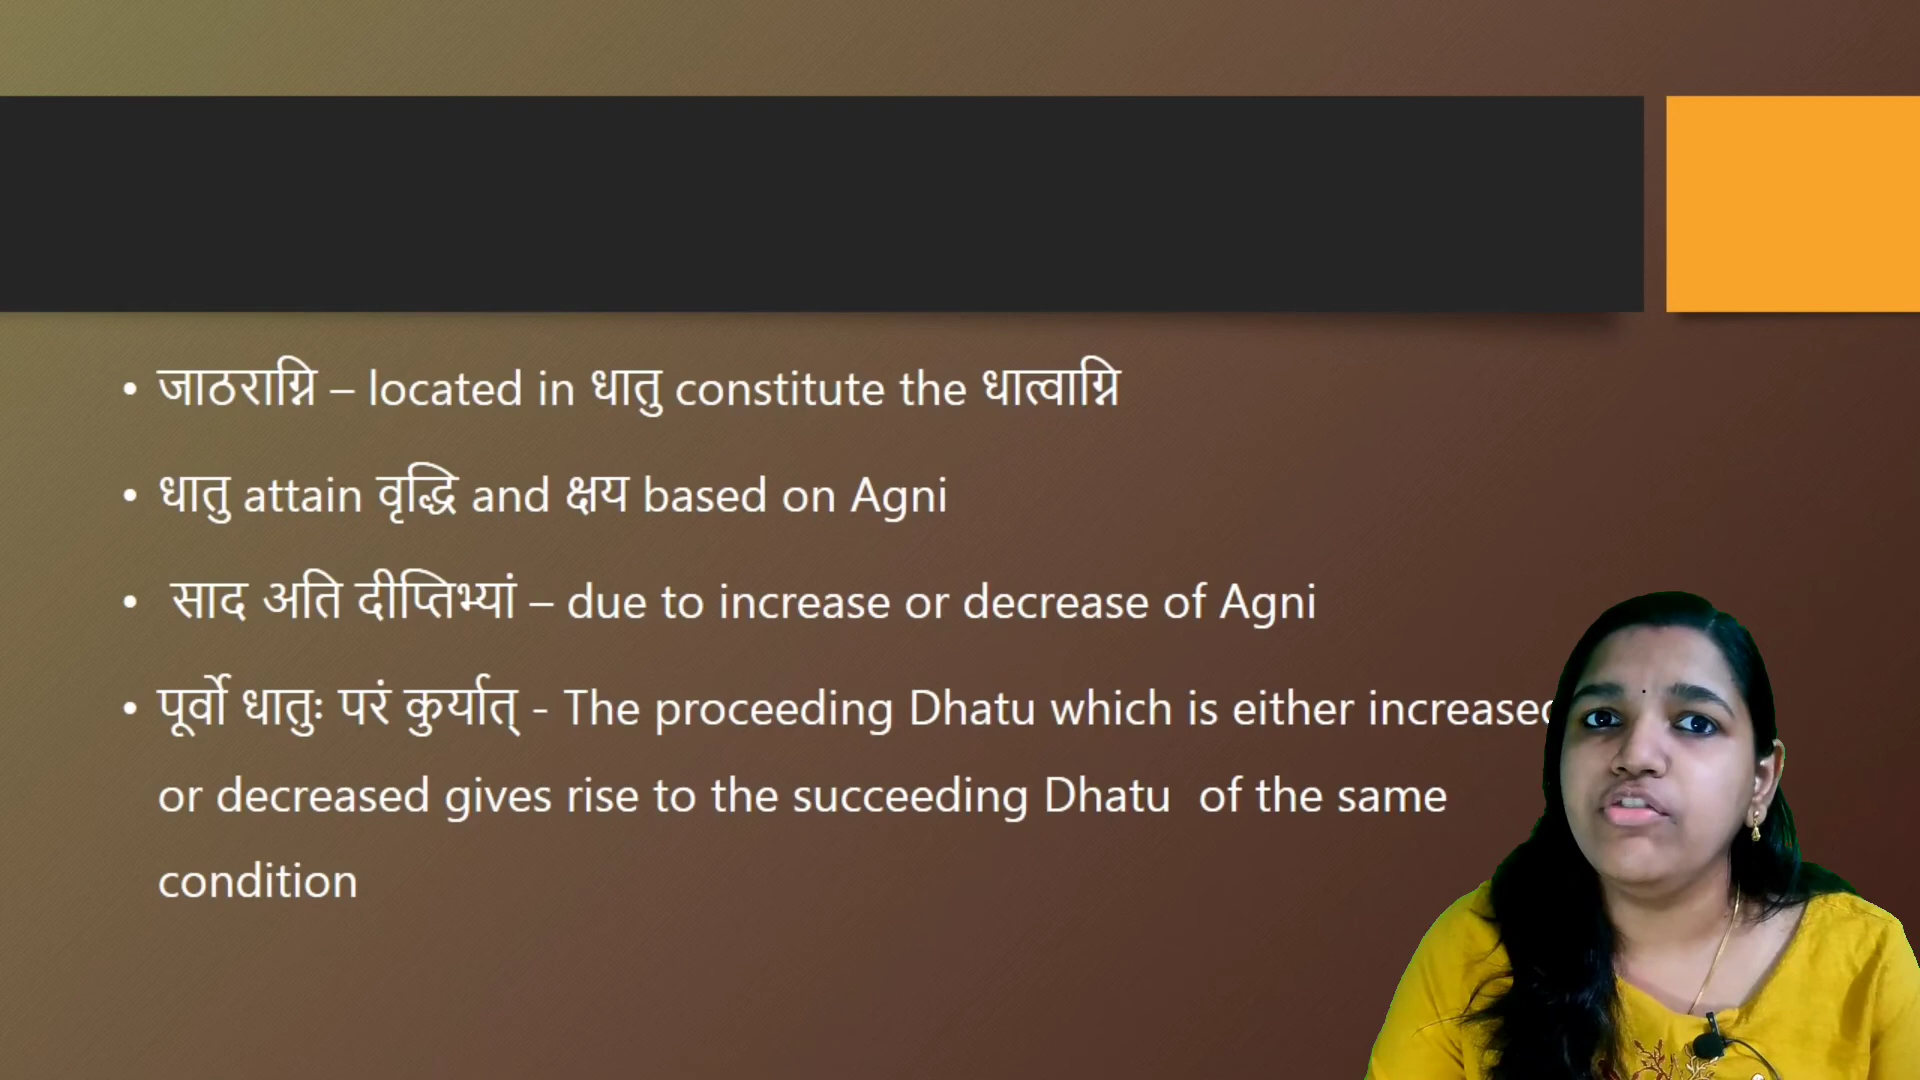 • जाठराग्नि – located in धातु constitute the धात्वाग्नि
• धातु attain वृद्धि and क्षय based on Agni
• साद अति दीप्तिभ्यां – due to increase or decrease of Agni
• पूर्वो धातुः परं कुर्यात् - The proceeding Dhatu which is either increased
or decreased gives rise to the succeeding Dhatu of the same
condition